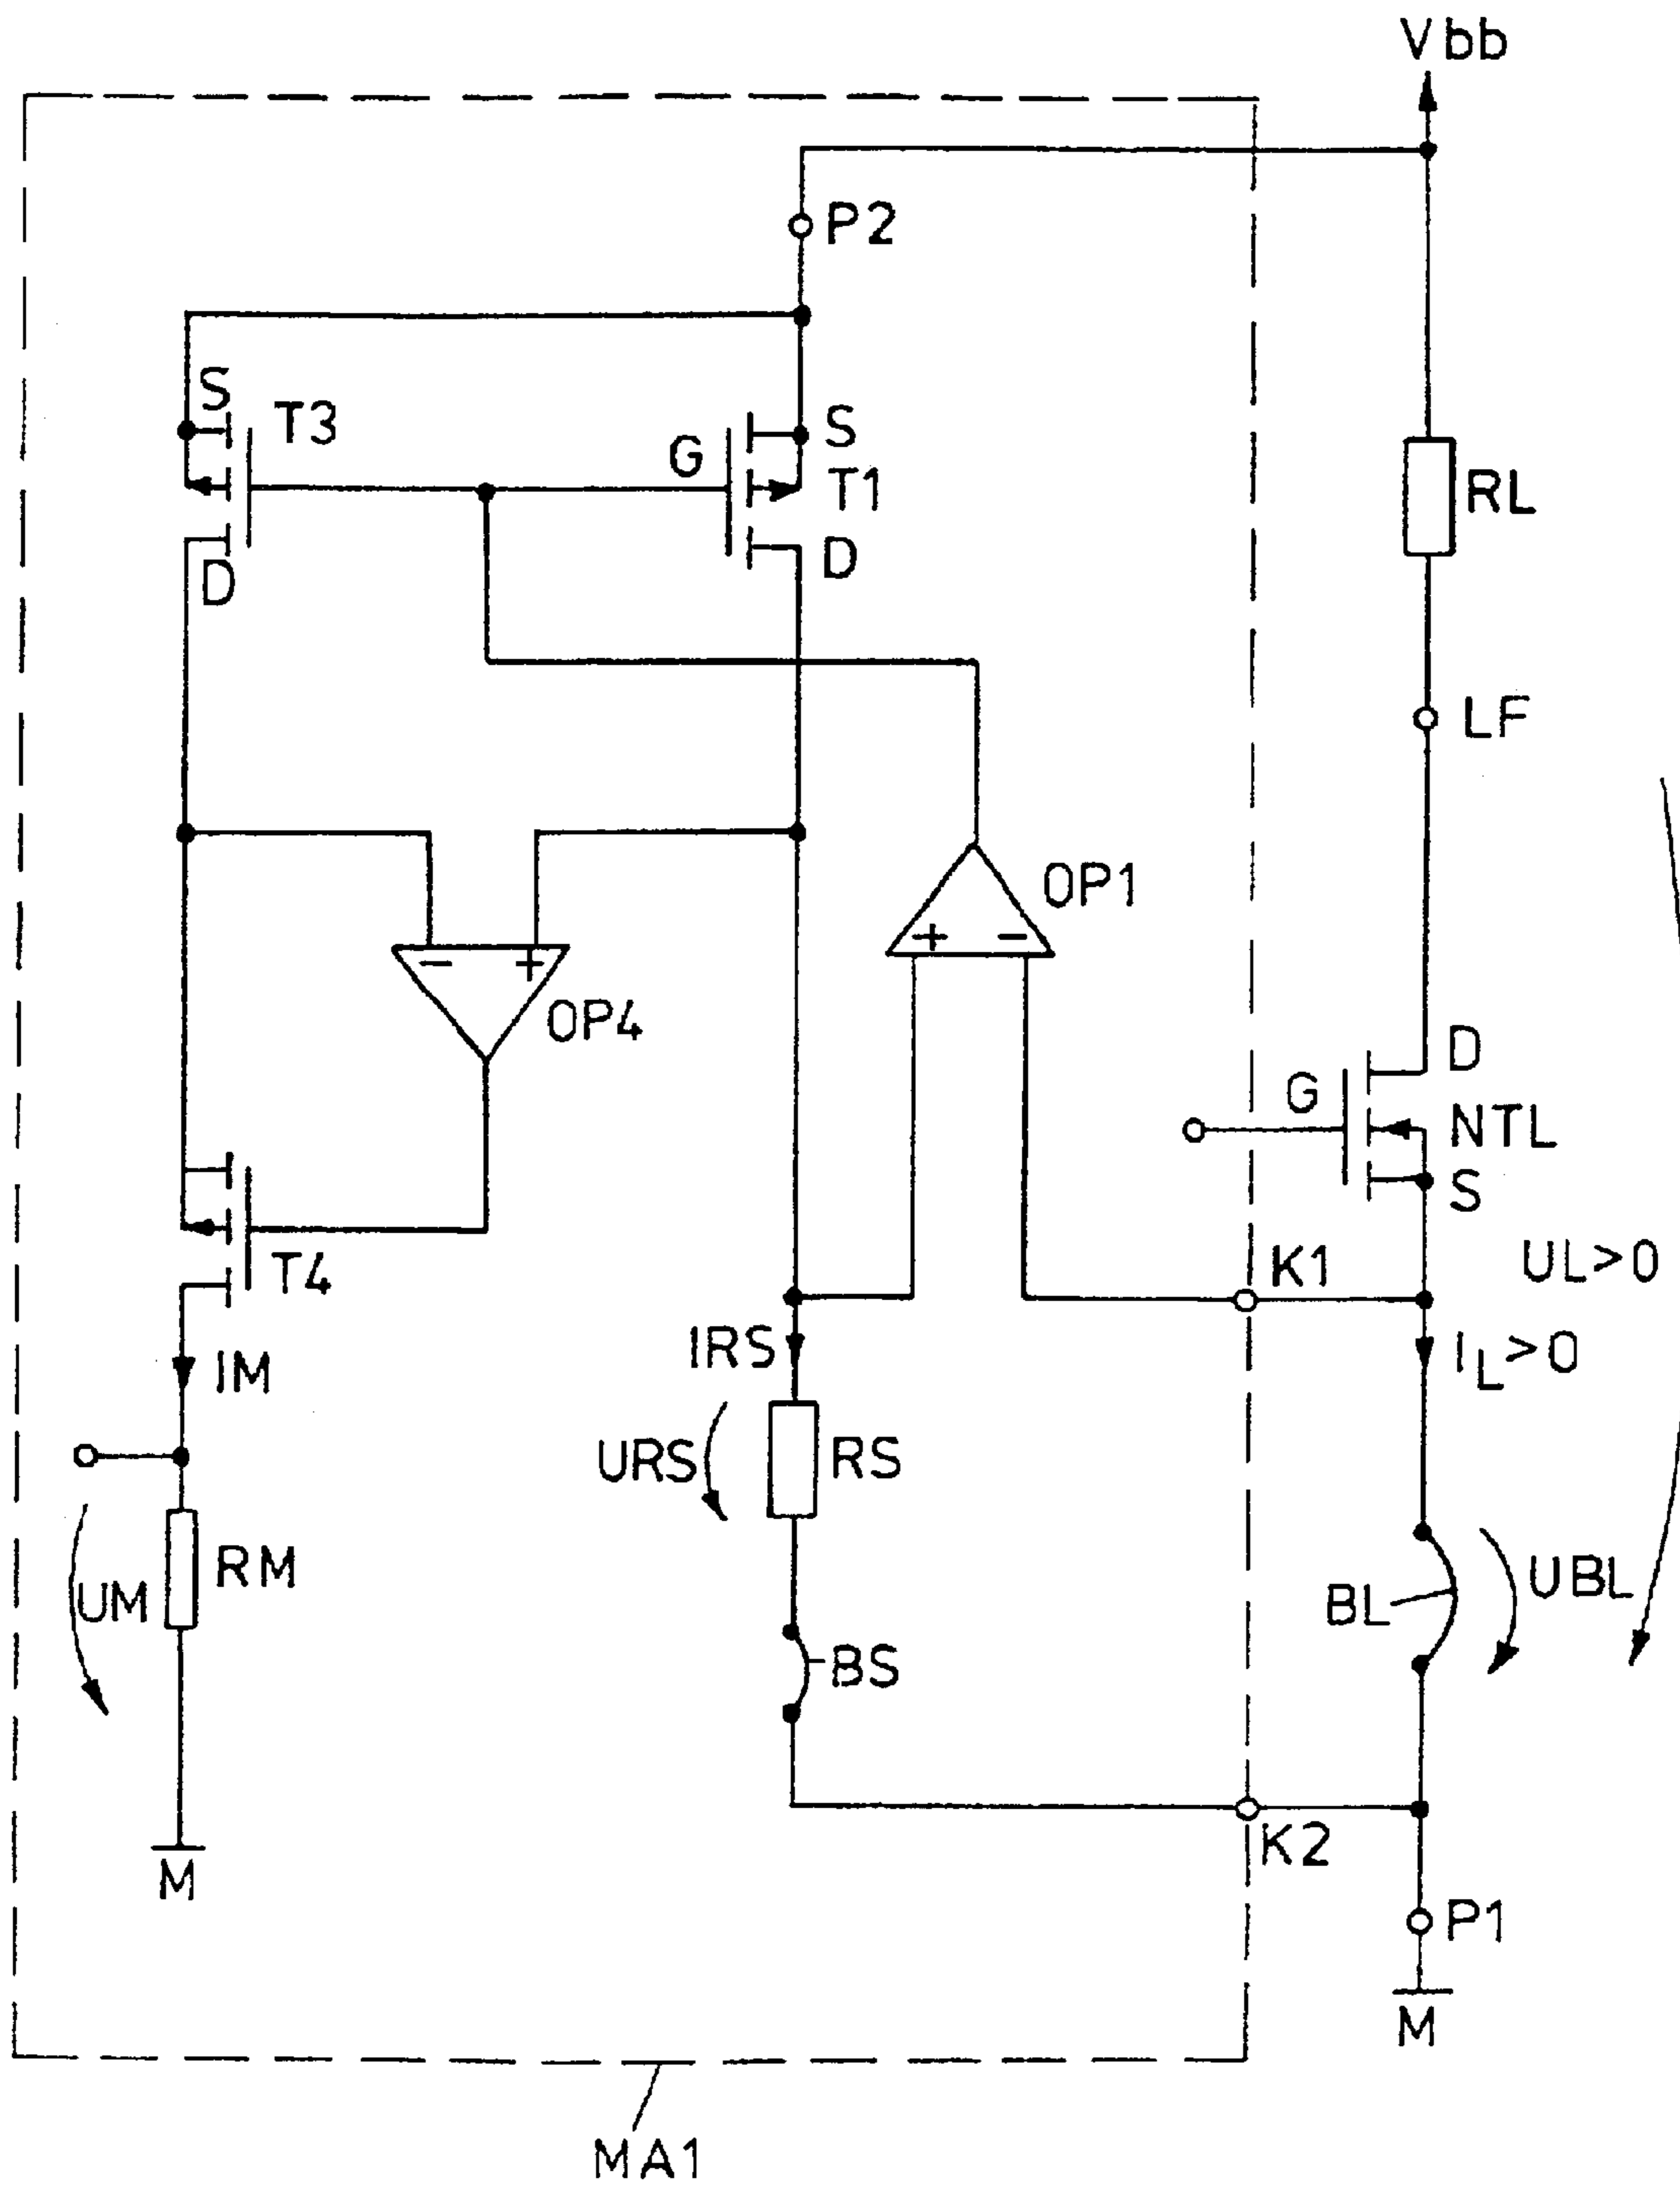 Vbb
P2
S
T3
G
S
T1
D
D
RL
LF
OP1
+ -
- +
OP4
D
G
NTL
S
T4
K1
UL>0
IRS
IL>0
IM
URS
RS
UM
RM
BL
UBL
BS
M
K2
P1
M
MA1